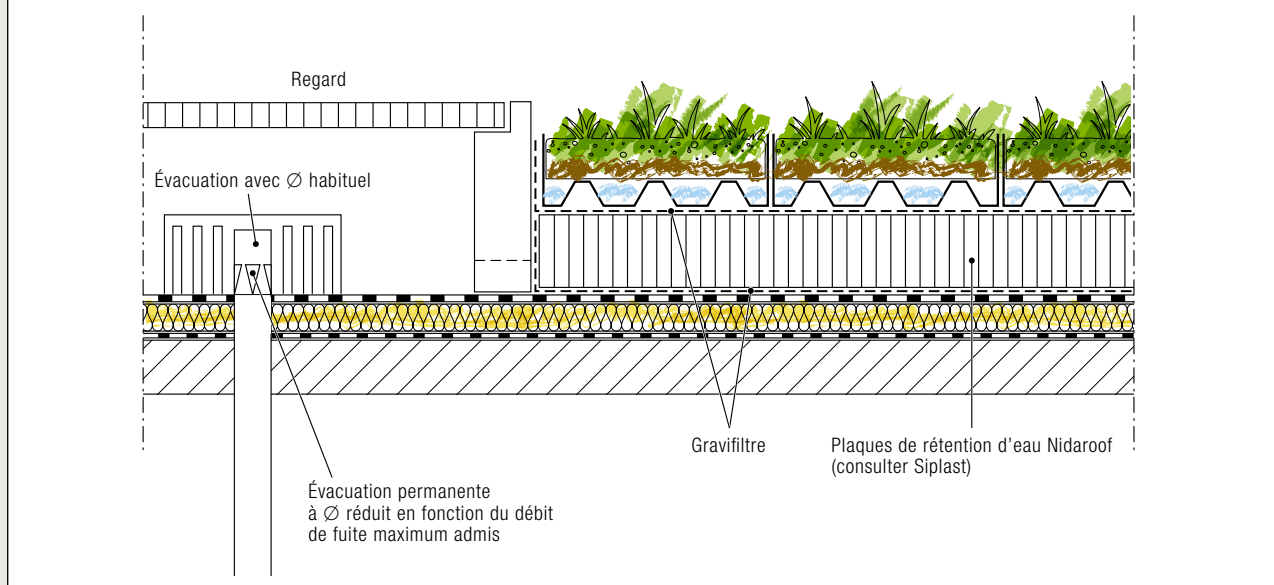 Regard
Évacuation avec Ø habituel
Gravifiltre
Plaques de rétention d'eau Nidaroof
(consulter Siplast)
Évacuation permanente
à Ø réduit en fonction du débit
de fuite maximum admis